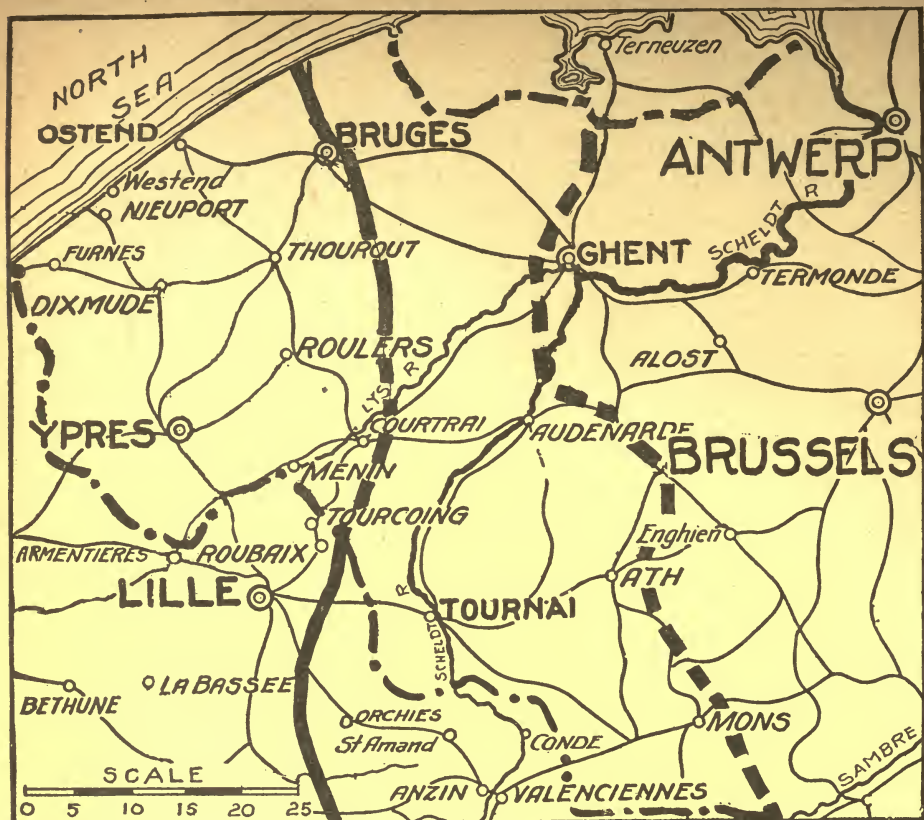 Terneuzen
NORTH
SEA
OSTEND
BRUGES
ANTWERP
Westend
NIEUPORT
SCHELDT R
FURNES
THOUROUT
GHENT
TERMONDE
DIXMUDE
ROULERS
ALOST
LYS R
YPRES
COURTRAI
AUDENARDE
BRUSSELS
MENIN
TOURCOING
Enghien
ARMENTIERES
ROUBAIX
ATH
LILLE
TOURNAI
SCHELDT R
BETHUNE
LA BASSEE
ORCHIES
MONS
St Amand
CONDE
SAMBRE
SCALE
ANZIN
VALENCIENNES
0 5 10 15 20 25